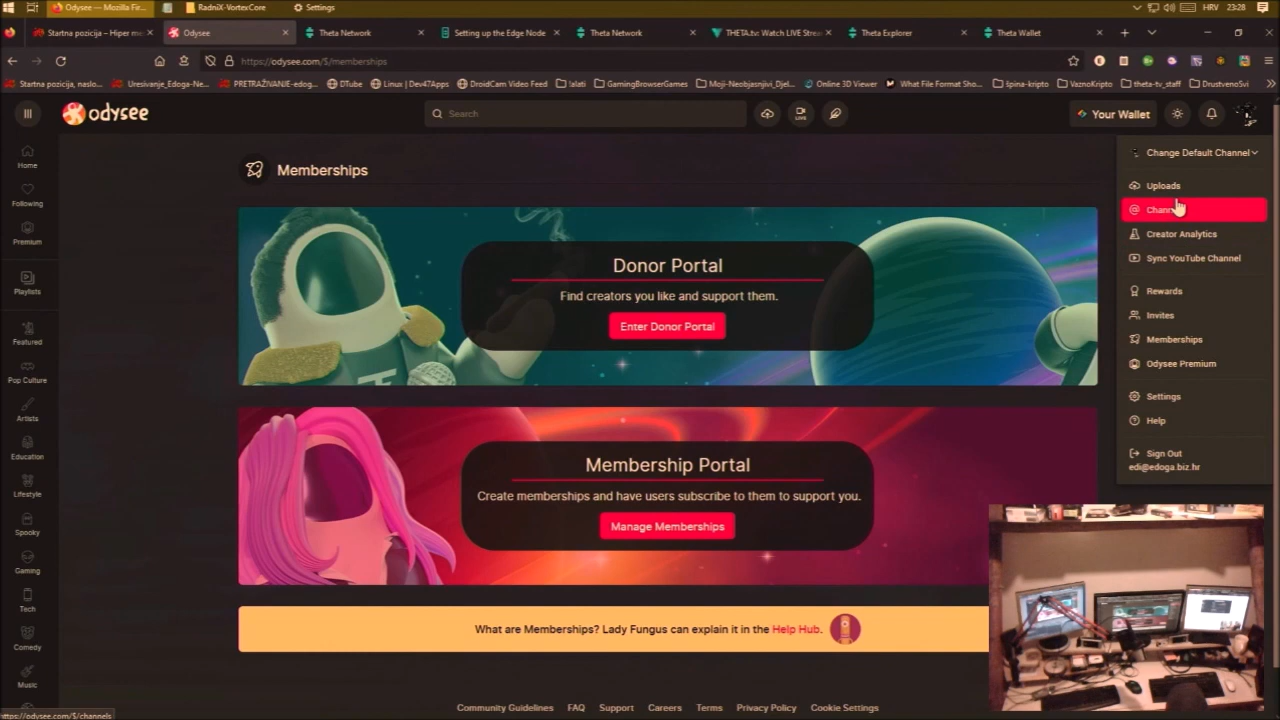 Odysee — Mozilla Fir...
RadniX-VortexCore
Settings
HRV
23:28
Startna pozicija – Hiper me
Odysee
Theta Network
Setting up the Edge Node
Theta Network
THETA.tv: Watch LIVE Stream
Theta Explorer
Theta Wallet
https://odysee.com/$/memberships
Startna pozicija, naslo...
Uresivanje_Edoga-Ne...
PRETRAŽIVANJE-edog...
DTube
Linux | Dev47Apps
DroidCam Video Feed
!alati
GamingBrowserGames
Moji-Neobjasnjivi_Djel...
Online 3D Viewer
What File Format Sho...
špina-kripto
VaznoKripto
theta-tv_staff
DrustvenoSvi
odysee
Search
LIVE
Your Wallet
Home
Following
Premium
Playlists
Featured
Pop Culture
Artists
Education
Lifestyle
Spooky
Gaming
Tech
Comedy
Music
Memberships
Donor Portal
Find creators you like and support them.
Enter Donor Portal
Membership Portal
Create memberships and have users subscribe to them to support you.
Manage Memberships
What are Memberships? Lady Fungus can explain it in the Help Hub.
Change Default Channel
Uploads
Creator Analytics
Sync YouTube Channel
Rewards
Invites
Memberships
Odysee Premium
Settings
Help
Sign Out
edi@edoga.biz.hr
Community Guidelines
FAQ
Support
Careers
Terms
Privacy Policy
Cookie Settings
https://odysee.com/$/channels